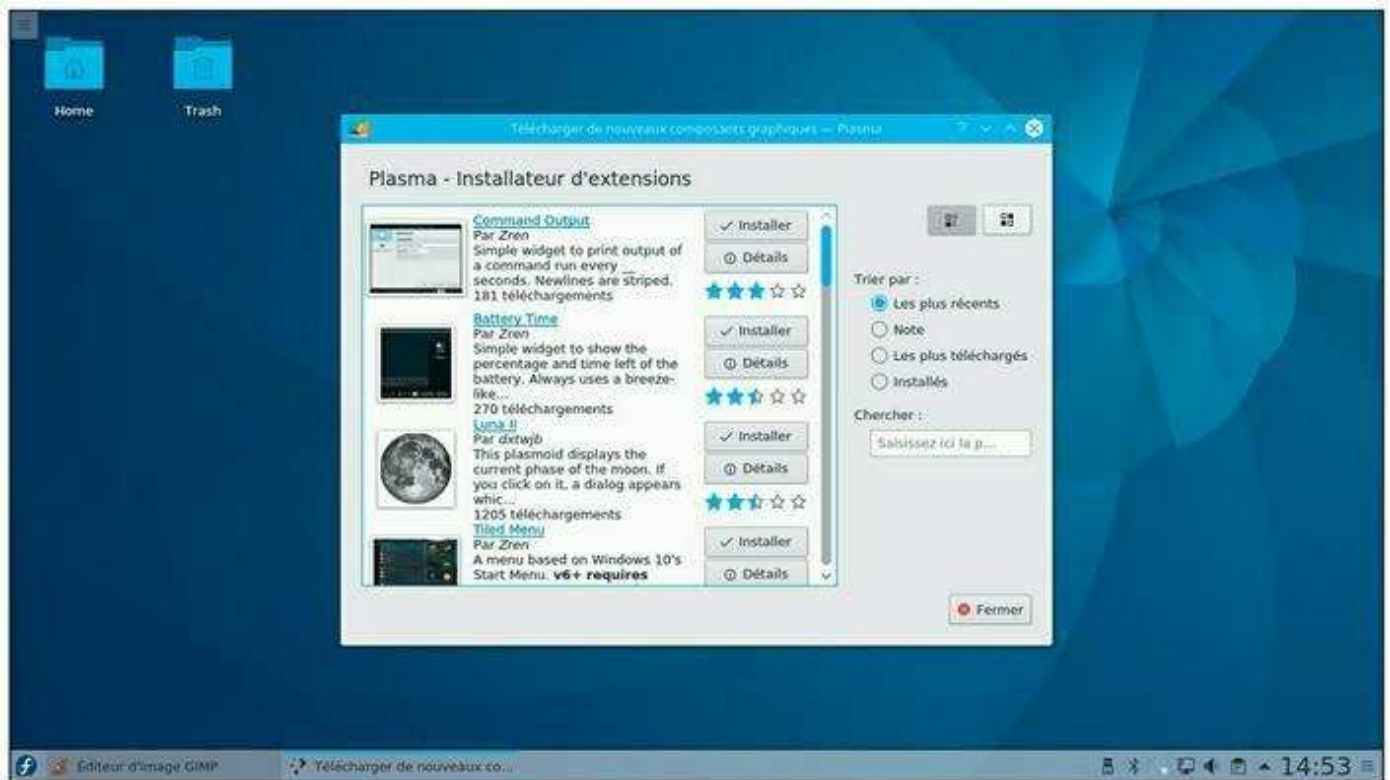 Home
Trash
Télécharger de nouveaux composants graphiques — Plasma
Plasma - Installateur d'extensions
Command Output
Par Zren
Simple widget to print output of
a command run every __
seconds. Newlines are striped.
181 téléchargements
Installer
Détails
Battery Time
Par Zren
Simple widget to show the
percentage and time left of the
battery. Always uses a breeze-
like...
270 téléchargements
Installer
Détails
Luna II
Par dxtwjb
This plasmoid displays the
current phase of the moon. If
you click on it, a dialog appears
whic...
1205 téléchargements
Installer
Détails
Tiled Menu
Par Zren
A menu based on Windows 10's
Start Menu. v6+ requires
Installer
Détails
Trier par :
Les plus récents
Note
Les plus téléchargés
Installés
Chercher :
Saisissez ici la p...
Fermer
Éditeur d'image GIMP
Télécharger de nouveaux co...
14:53